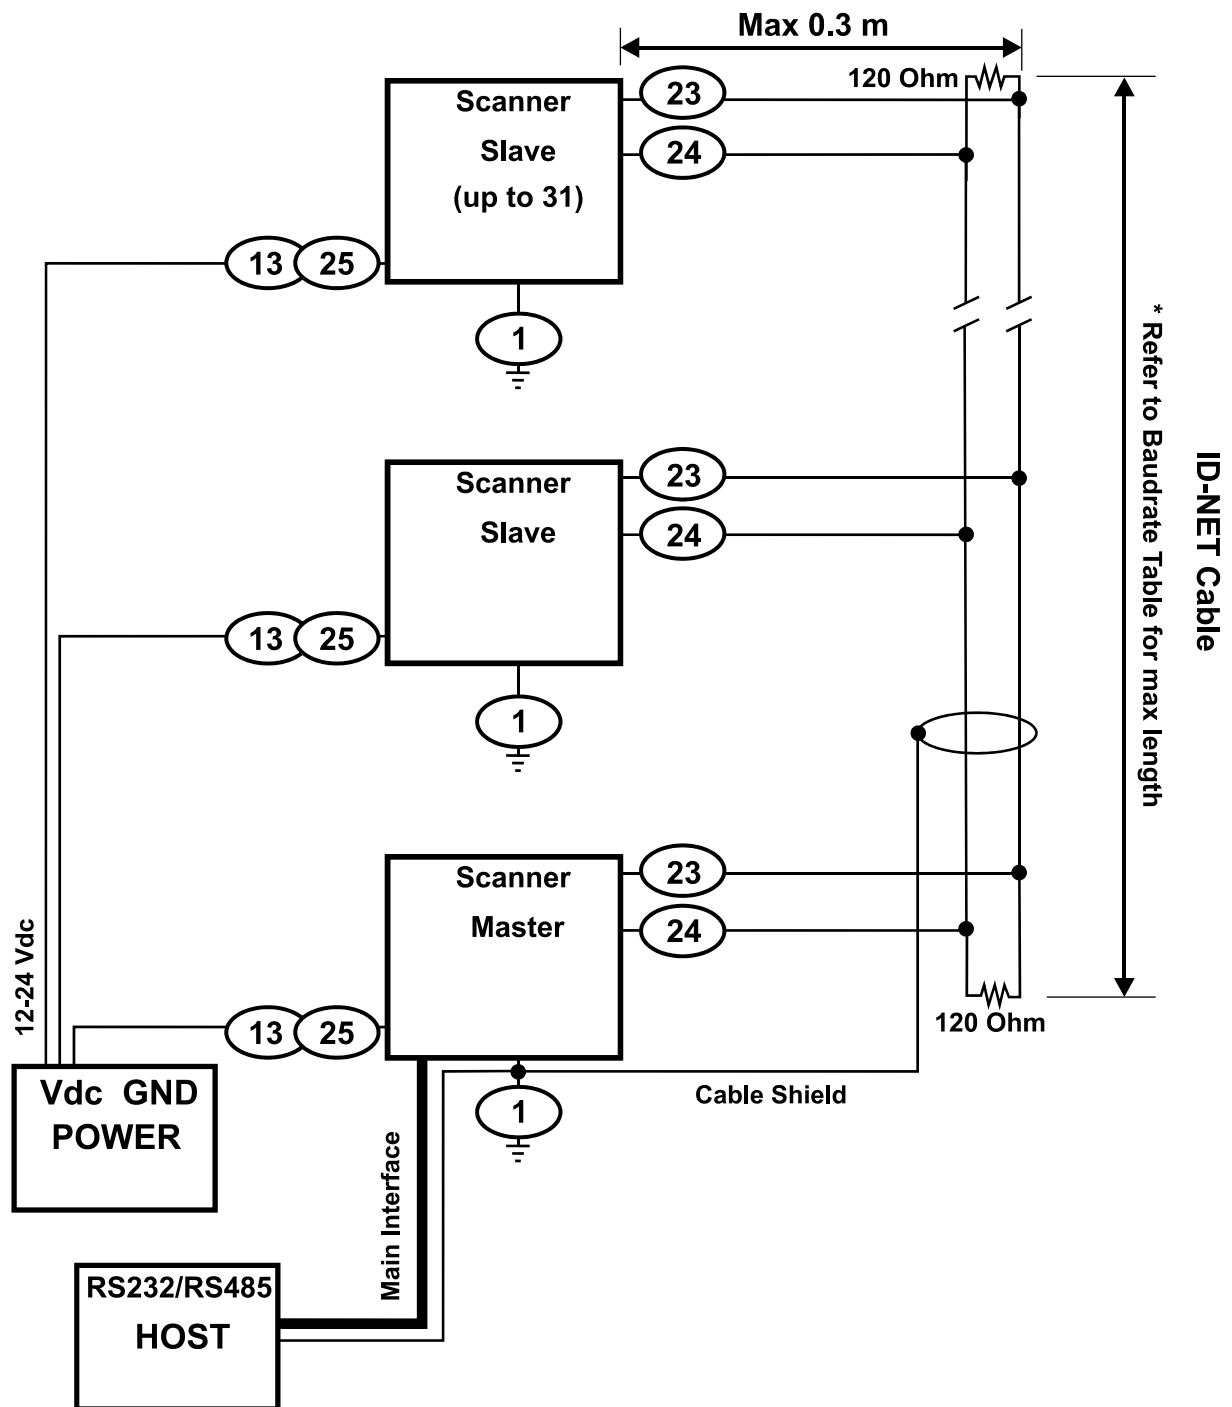 Max 0.3 m
120 Ohm
Scanner
Slave
(up to 31)
23
24
13
25
1
Scanner
Slave
23
24
13
25
1
ID-NET Cable
* Refer to Baudrate Table for max length
Scanner
Master
23
24
13
25
1
120 Ohm
12-24 Vdc
Vdc GND
POWER
Cable Shield
Main Interface
RS232/RS485
HOST